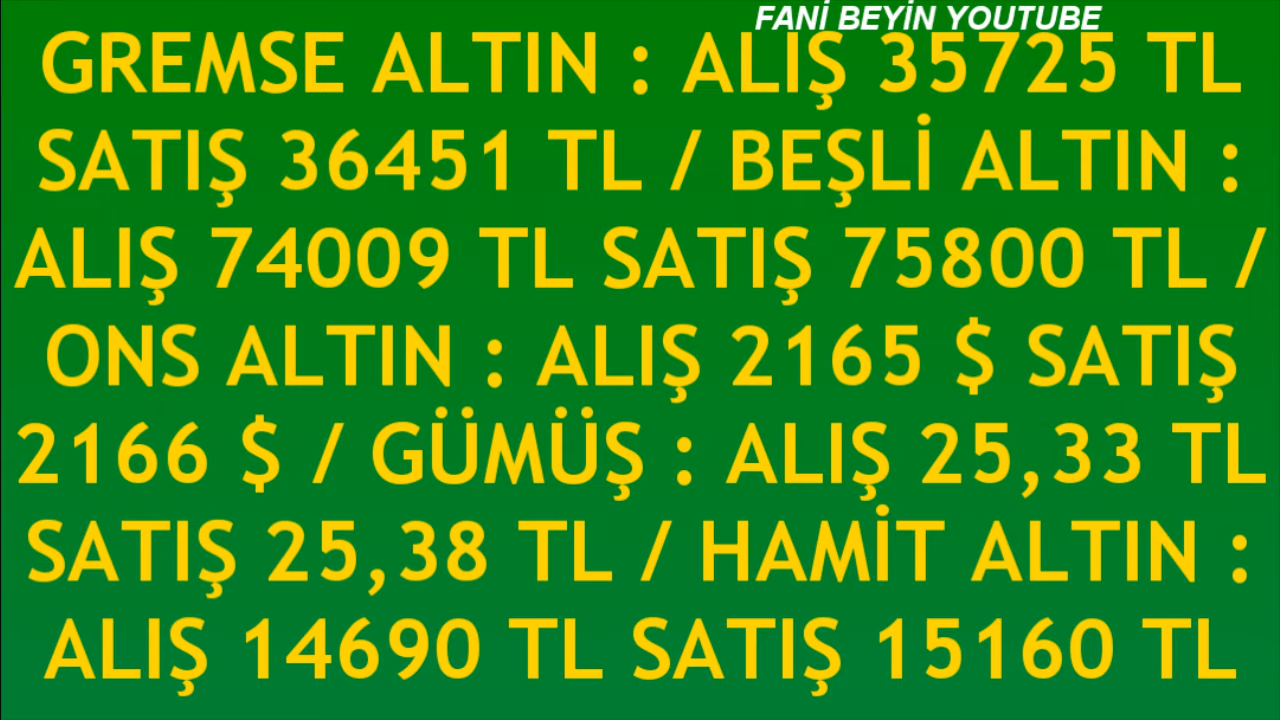 FANİ BEYİN YOUTUBE
GREMSE ALTIN : ALIŞ 35725 TL
SATIŞ 36451 TL / BEŞLİ ALTIN :
ALIŞ 74009 TL SATIŞ 75800 TL /
ONS ALTIN : ALIŞ 2165 $ SATIŞ
2166 $ / GÜMÜŞ : ALIŞ 25,33 TL
SATIŞ 25,38 TL / HAMİT ALTIN :
ALIŞ 14690 TL SATIŞ 15160 TL